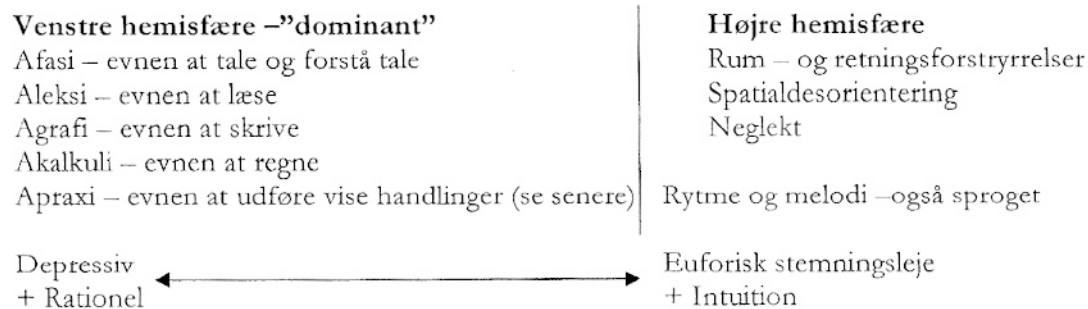 Venstre hemisfære –”dominant”
Afasi – evnen at tale og forstå tale
Aleksi – evnen at læse
Agrafi – evnen at skrive
Akalkuli – evnen at regne
Apraxi – evnen at udføre vise handlinger (se senere)
Depressiv
+ Rationel
Højre hemisfære
Rum – og retningsforstryrrelser
Spatialdesorientering
Neglekt
Rytme og melodi –også sproget
Euforisk stemningsleje
+ Intuition